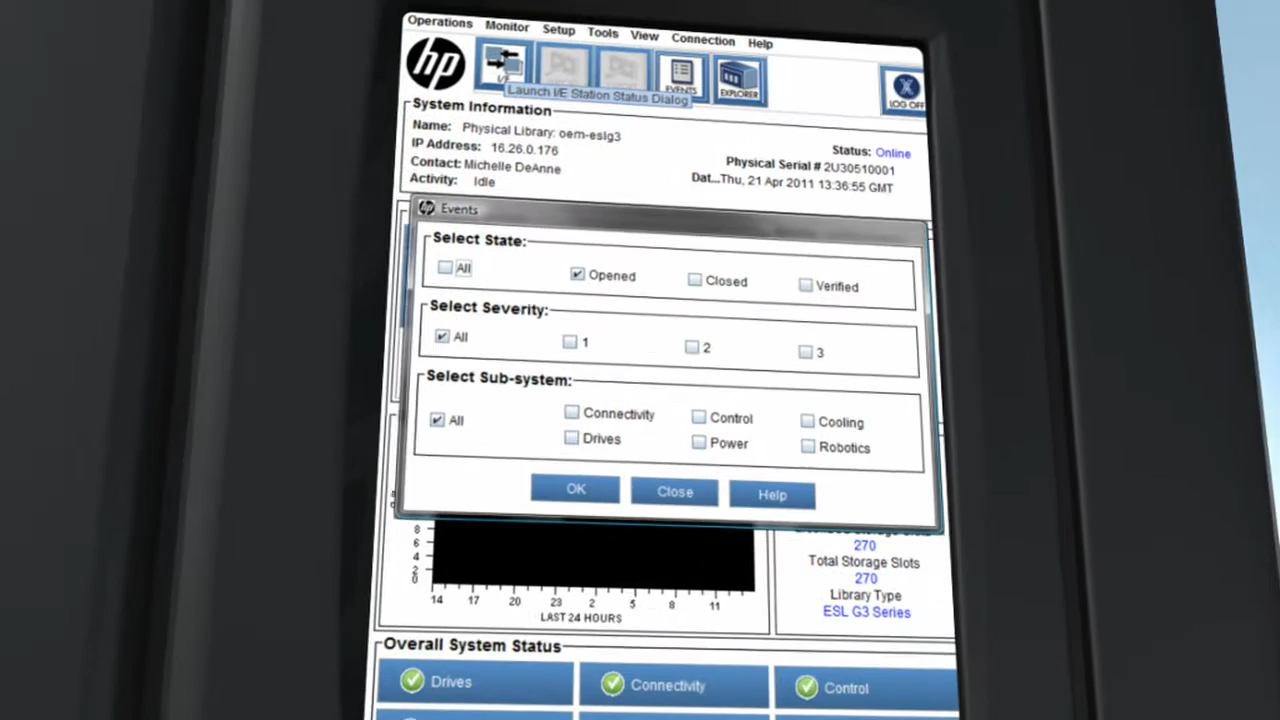 Operations Monitor Setup Tools View Connection Help
hp
I/E EVENTS EXPLORER LOG OFF
Launch I/E Station Status Dialog
System Information
Name: Physical Library: oem-eslg3
Status: Online
IP Address: 16.26.0.176
Physical Serial # 2U30510001
Contact: Michelle DeAnne
Dat...Thu, 21 Apr 2011 13:36:55 GMT
Activity: Idle
hp Events
Select State:
All Opened Closed Verified
Select Severity:
All 1 2 3
Select Sub-system:
All Connectivity Control Cooling
Drives Power Robotics
OK Close Help
8
6
4
2
0
14 17 20 23 2 5 8 11
LAST 24 HOURS
270
Total Storage Slots
270
Library Type
ESL G3 Series
Overall System Status
Drives Connectivity Control